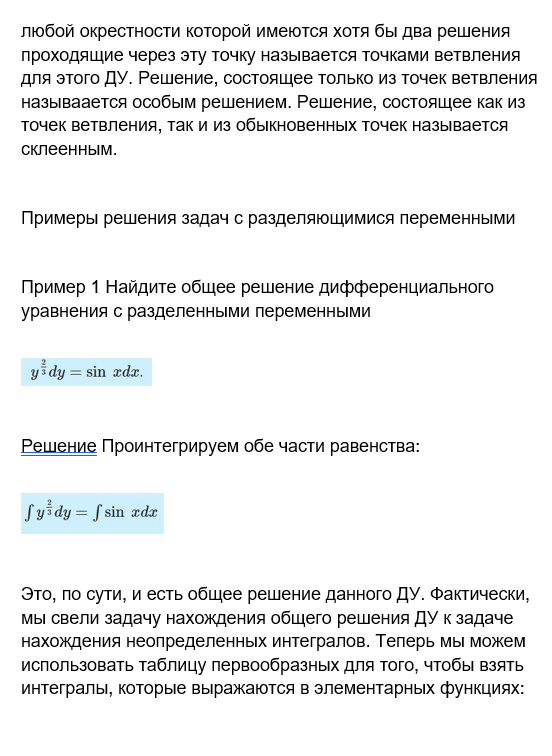 любой окрестности которой имеются хотя бы два решения
проходящие через эту точку называется точками ветвления
для этого ДУ. Решение, состоящее только из точек ветвления
называается особым решением. Решение, состоящее как из
точек ветвления, так и из обыкновенных точек называется
склеенным.
Примеры решения задач с разделяющимися переменными
Пример 1 Найдите общее решение дифференциального
уравнения с разделенными переменными
y^{2/3} dy = sin xdx.
Решение Проинтегрируем обе части равенства:
∫ y^{2/3} dy = ∫ sin xdx
Это, по сути, и есть общее решение данного ДУ. Фактически,
мы свели задачу нахождения общего решения ДУ к задаче
нахождения неопределенных интегралов. Теперь мы можем
использовать таблицу первообразных для того, чтобы взять
интегралы, которые выражаются в элементарных функциях: